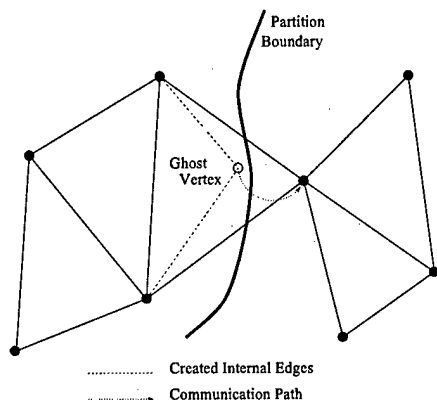 Partition
Boundary
Ghost
Vertex
Created Internal Edges
Communication Path